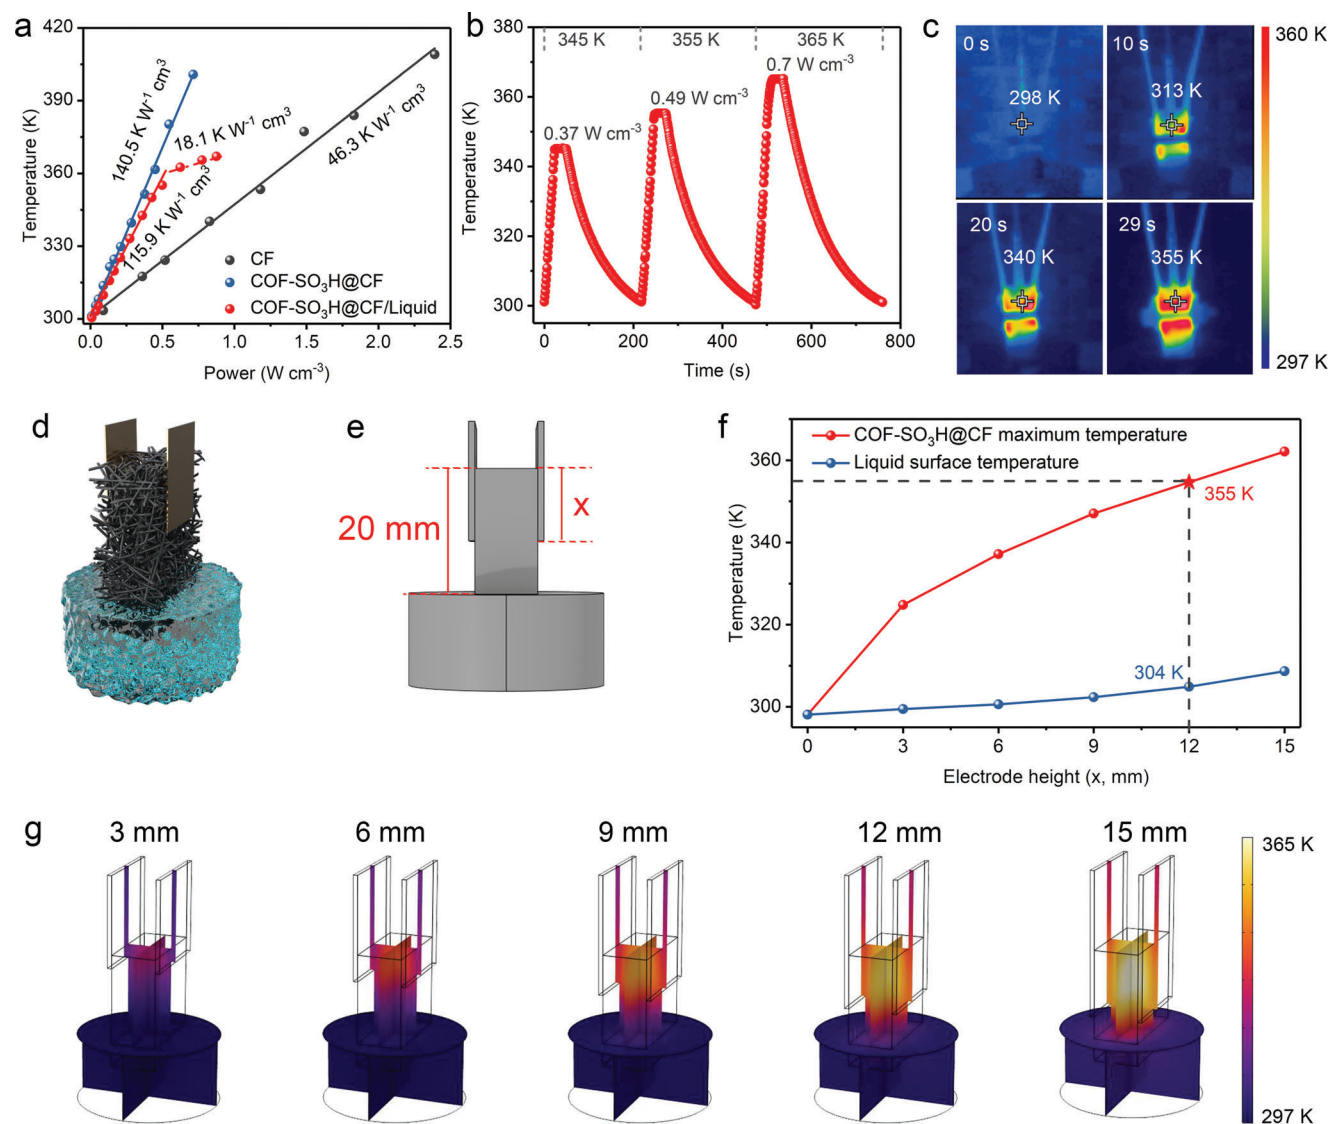 a
420
390
360
330
300
Temperature (K)
140.5 K W⁻¹ cm³
18.1 K W⁻¹ cm³
115.9 K W⁻¹ cm³
46.3 K W⁻¹ cm³
CF
COF-SO₃H@CF
COF-SO₃H@CF/Liquid
0.0 0.5 1.0 1.5 2.0 2.5
Power (W cm⁻³)
b
380
360
340
320
300
Temperature (K)
345 K 355 K 365 K
0.37 W cm⁻³
0.49 W cm⁻³
0.7 W cm⁻³
0 200 400 600 800
Time (s)
c
0 s
298 K
10 s
313 K
20 s
340 K
29 s
355 K
360 K
297 K
d
e
20 mm
x
f
COF-SO₃H@CF maximum temperature
Liquid surface temperature
360
340
320
300
Temperature (K)
355 K
304 K
0 3 6 9 12 15
Electrode height (x, mm)
g
3 mm 6 mm 9 mm 12 mm 15 mm
365 K
297 K